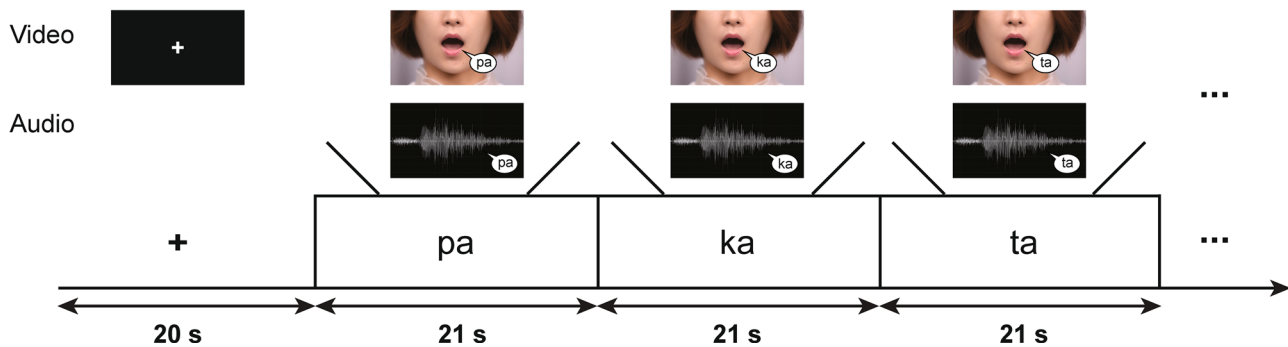 Video
+
pa
ka
ta
...
Audio
pa
ka
ta
+
pa
ka
ta
...
20 s
21 s
21 s
21 s